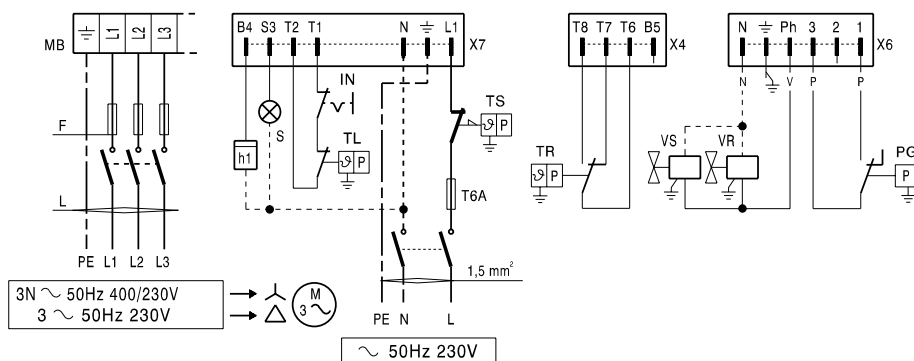 MB
L1 L2 L3
F
L
PE L1 L2 L3
3N ~ 50Hz 400/230V
3 ~ 50Hz 230V
M
3 ~
B4 S3 T2 T1 N L1
X7
IN
TS
ϑ P
S
TL
ϑ P
h1
T6A
1,5 mm²
PE N L
~ 50Hz 230V
T8 T7 T6 B5
X4
TR
ϑ P
N Ph 3 2 1
X6
N V P P
VS VR
PG
P